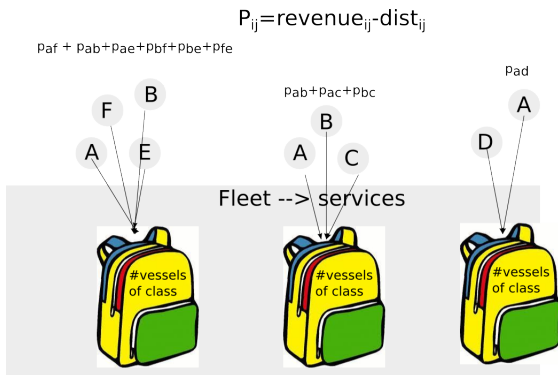 Pij=revenueij-distij
paf + pab+pae+pbf+pbe+pfe
pab+pac+pbc
pad
F
B
A
E
A
B
C
D
A
Fleet --> services
#vessels
of class
#vessels
of class
#vessels
of class